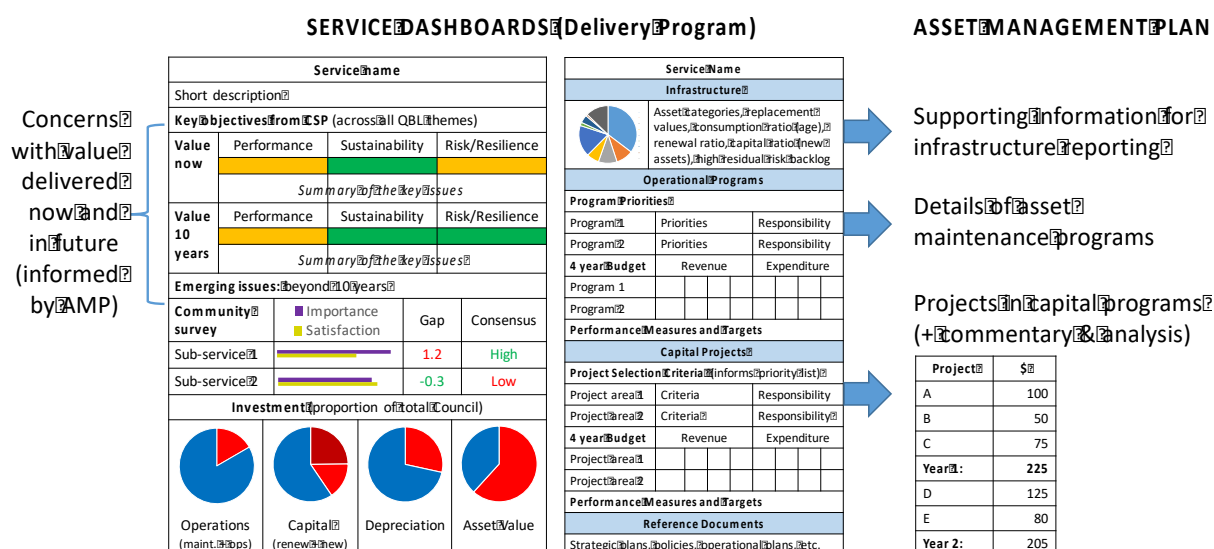 SERVICE DASHBOARDS (Delivery Program)
ASSET MANAGEMENT PLAN
Concerns
with value
delivered
now and
in future
(informed
by AMP)
Service name
Short description
Key objectives from CSP (across all QBL themes)
Value
now
Performance Sustainability Risk/Resilience
Summary of the key issues
Value
10
years
Performance Sustainability Risk/Resilience
Summary of the key issues
Emerging issues: beyond 10 years
Community
survey
Importance
Satisfaction
Gap Consensus
Sub-service 1 1.2 High
Sub-service 2 -0.3 Low
Investment (proportion of total Council)
Operations Capital Depreciation Asset Value
(maint. + ops) (renew + new)
Service Name
Infrastructure
Asset categories, replacement
values, consumption ratio (age),
renewal ratio, capital ratio (new
assets), high residual risk backlog
Operational Programs
Program Priorities
Program 1 Priorities Responsibility
Program 2 Priorities Responsibility
4 year Budget Revenue Expenditure
Program 1
Program 2
Performance Measures and Targets
Capital Projects
Project Selection Criteria (informs priority list)
Project area 1 Criteria Responsibility
Project area 2 Criteria Responsibility
4 year Budget Revenue Expenditure
Project area 1
Project area 2
Performance Measures and Targets
Reference Documents
Strategic plans, policies, operational plans, etc.
Supporting information for
infrastructure reporting
Details of asset
maintenance programs
Projects in capital programs
(+ commentary & analysis)
Project $
A 100
B 50
C 75
Year 1: 225
D 125
E 80
Year 2: 205